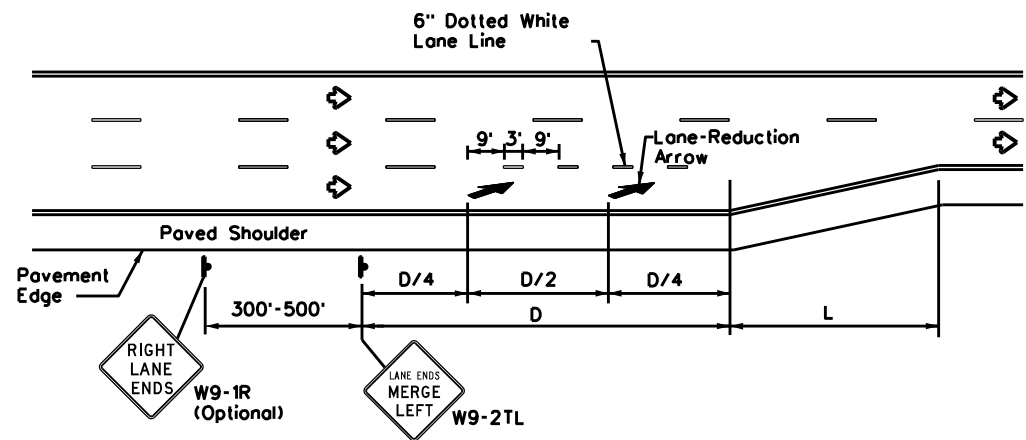 6" Dotted White
Lane Line
9' 3' 9'
Lane-Reduction
Arrow
Paved Shoulder
Pavement
Edge
D/4 D/2 D/4
300'-500' D L
RIGHT
LANE
ENDS
W9-1R
(Optional)
LANE ENDS
MERGE
LEFT
W9-2TL